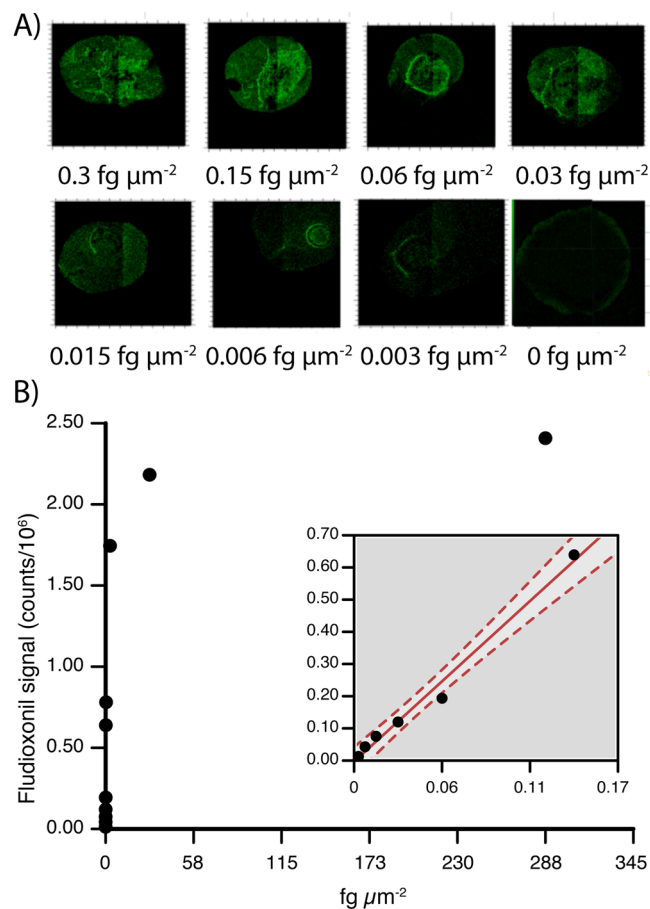 A)
0.3 fg µm-2 0.15 fg µm-2 0.06 fg µm-2 0.03 fg µm-2
0.015 fg µm-2 0.006 fg µm-2 0.003 fg µm-2 0 fg µm-2
B)
Fludioxonil signal (counts/10⁶)
2.50
2.00
1.50
1.00
0.50
0.00
0 58 115 173 230 288 345
fg µm-2
0.70
0.60
0.50
0.40
0.30
0.20
0.10
0.00
0 0.06 0.11 0.17